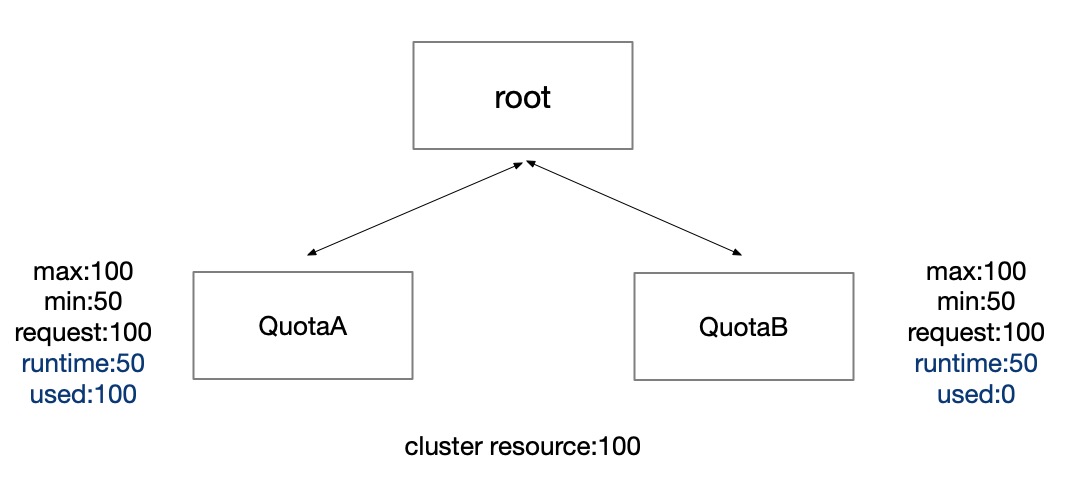 root
max:100
min:50
request:100
runtime:50
used:100
QuotaA
QuotaB
max:100
min:50
request:100
runtime:50
used:0
cluster resource:100